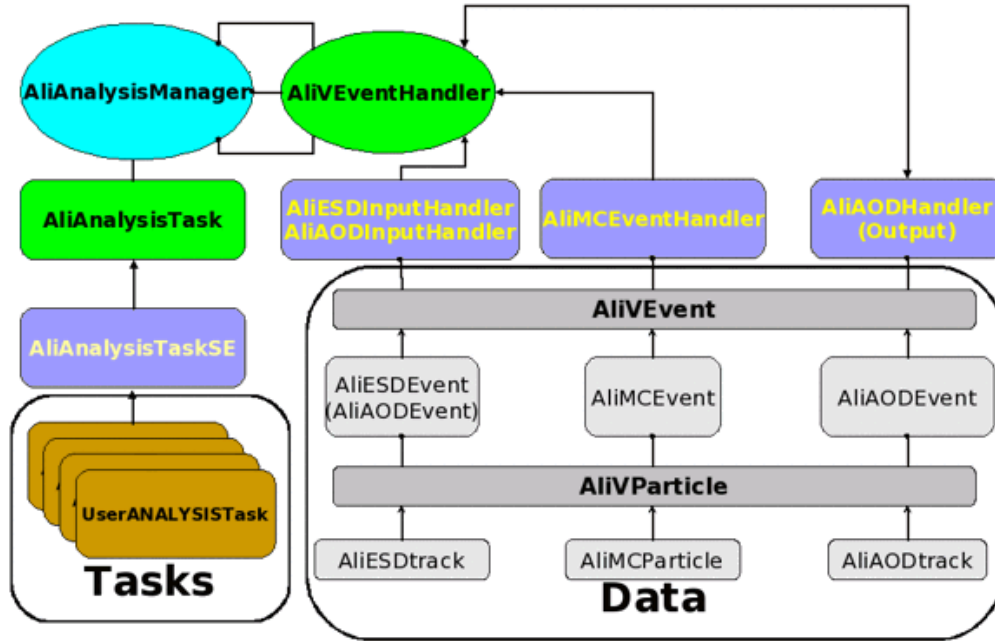 AliAnalysisManager
AliVEventHandler
AliAnalysisTask
AliESDInputHandler
AliAODInputHandler
AliMCEventHandler
AliAODHandler
(Output)
AliVEvent
AliAnalysisTaskSE
AliESDEvent
(AliAODEvent)
AliMCEvent
AliAODEvent
AliVParticle
UserANALYSISTask
AliESDtrack
AliMCParticle
AliAODtrack
Tasks
Data